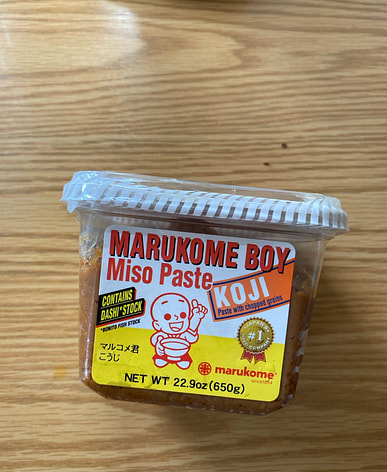 MARUKOME BOY
Miso Paste
KOJI
Paste with chopped grains
CONTAINS
DASHI*STOCK
*BONITO FISH STOCK
#1
マルコメ君
こうじ
marukome®
NET WT 22.9oz (650g)